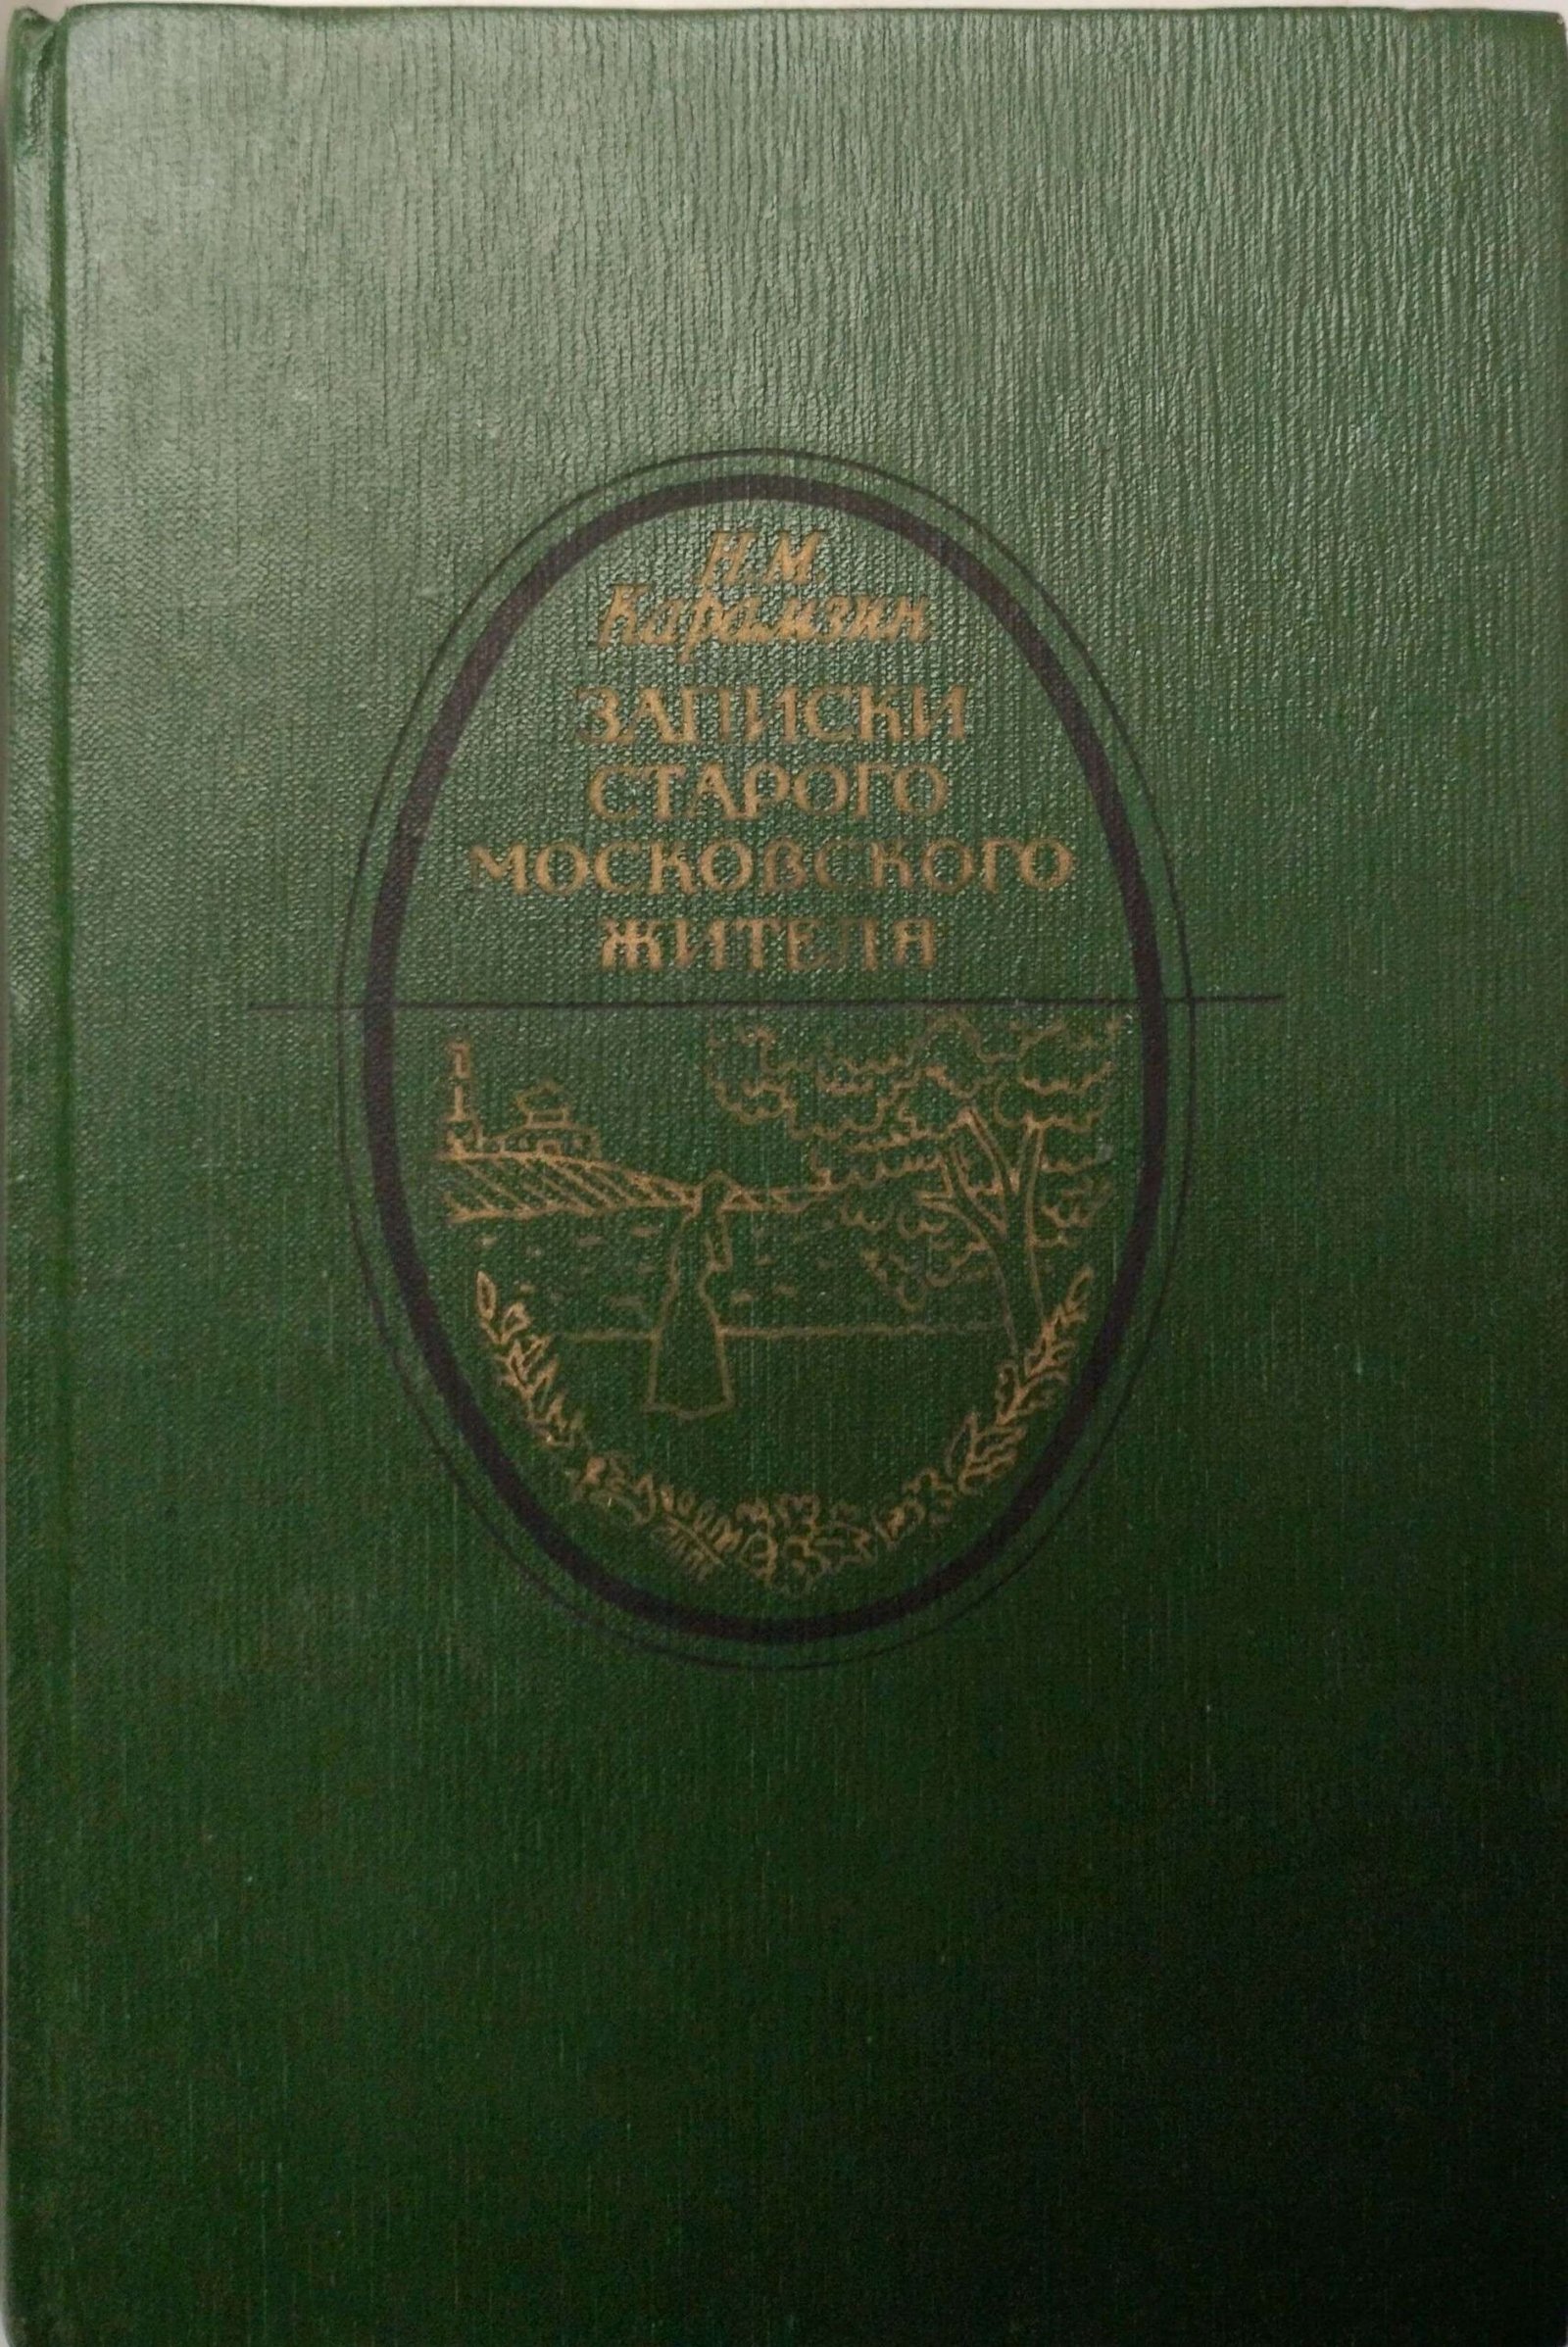 Н.М.
Карамзин
ЗАПИСКИ
СТАРОГО
МОСКОВСКОГО
ЖИТЕЛЯ